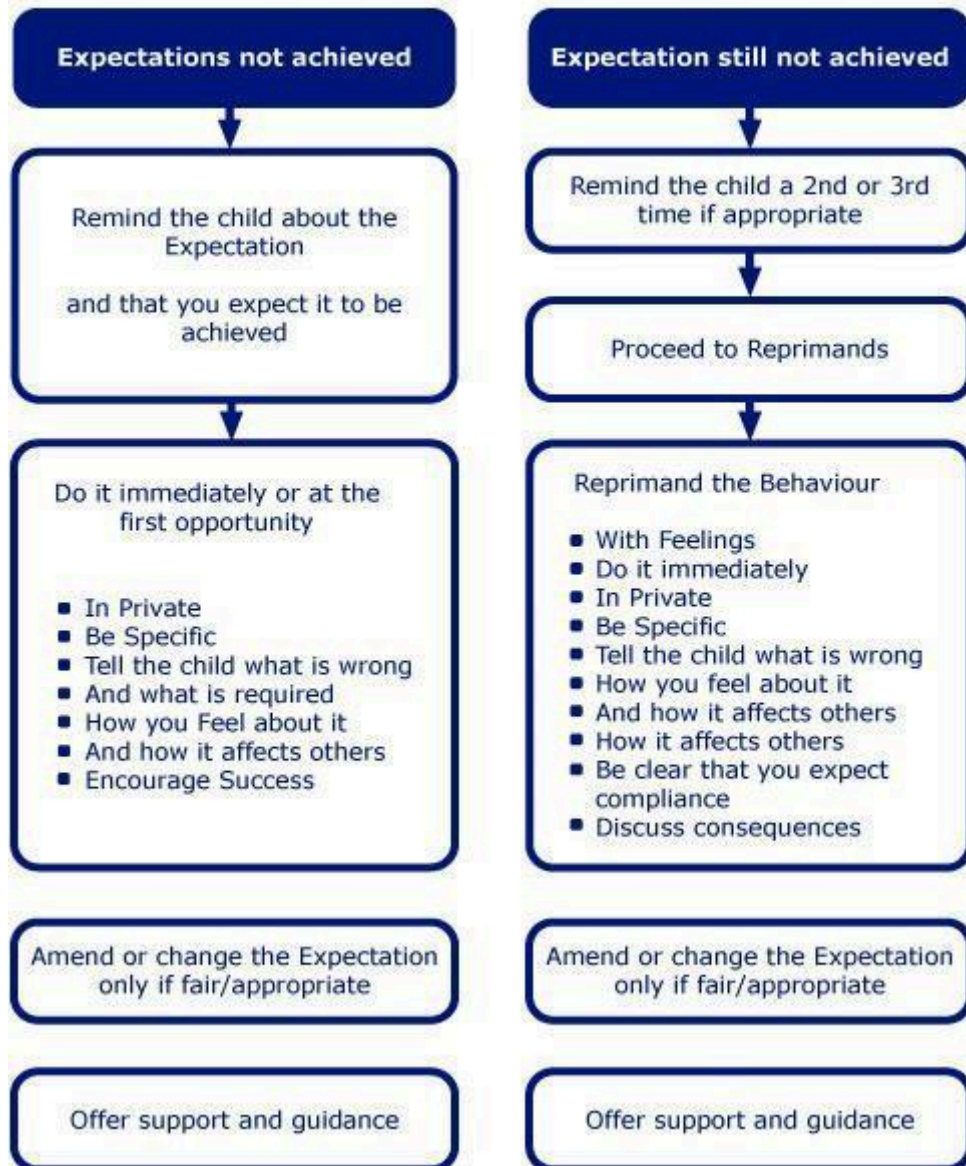 Expectations not achieved
Remind the child about the
Expectation
and that you expect it to be
achieved
Do it immediately or at the
first opportunity
In Private
Be Specific
Tell the child what is wrong
And what is required
How you Feel about it
And how it affects others
Encourage Success
Amend or change the Expectation
only if fair/appropriate
Offer support and guidance
Expectation still not achieved
Remind the child a 2nd or 3rd
time if appropriate
Proceed to Reprimands
Reprimand the Behaviour
With Feelings
Do it immediately
In Private
Be Specific
Tell the child what is wrong
How you feel about it
And how it affects others
How it affects others
Be clear that you expect
compliance
Discuss consequences
Amend or change the Expectation
only if fair/appropriate
Offer support and guidance